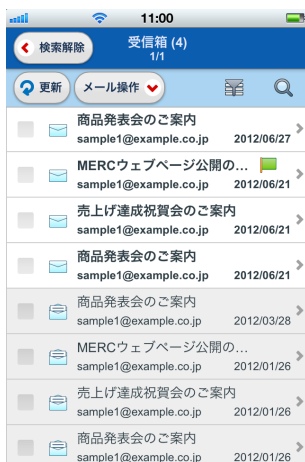 11:00
検索解除
受信箱 (4)
1/1
更新
メール操作
商品発表会のご案内
sample1@example.co.jp 2012/06/27
MERCウェブページ公開の...
sample1@example.co.jp 2012/06/21
売上げ達成祝賀会のご案内
sample1@example.co.jp 2012/06/21
商品発表会のご案内
sample1@example.co.jp 2012/06/21
商品発表会のご案内
sample1@example.co.jp 2012/03/28
MERCウェブページ公開の...
sample1@example.co.jp 2012/01/26
売上げ達成祝賀会のご案内
sample1@example.co.jp 2012/01/26
商品発表会のご案内
sample1@example.co.jp 2012/01/26